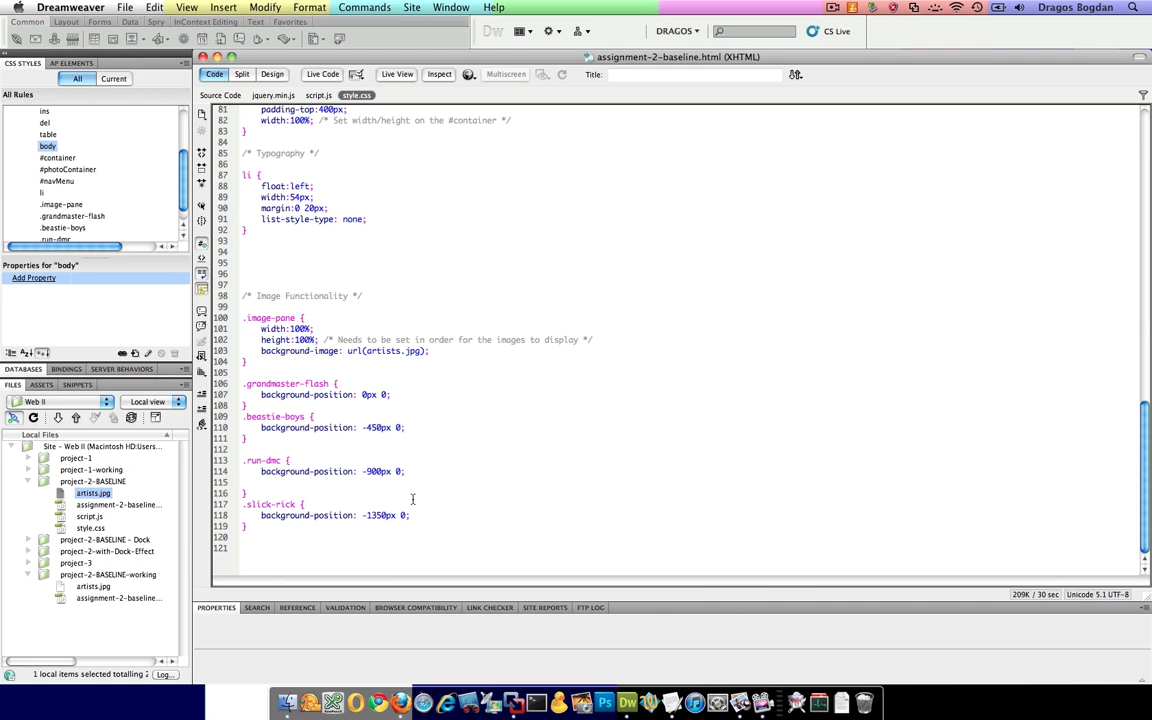 Dreamweaver File Edit View Insert Modify Format Commands Site Window Help Dragos Bogdan
Common Layout Forms Data Spry InContext Editing Text Favorites
Dw DRAGOS CS Live
CSS STYLES AP ELEMENTS
assignment-2-baseline.html (XHTML)
All Current
Code Split Design Live Code Live View Inspect Multiscreen Title:
All Rules
Source Code jquery.min.js script.js style.css
ins
del
table
body
#container
#photoContainer
#navMenu
li
.image-pane
.grandmaster-flash
.beastie-boys
.run-dmc
Properties for "body"
Add Property
DATABASES BINDINGS SERVER BEHAVIORS
FILES ASSETS SNIPPETS
Web II Local view
Local Files
Site - Web II (Macintosh HD:Users...
project-1
project-1-working
project-2-BASELINE
artists.jpg
assignment-2-baseline...
script.js
style.css
project-2-BASELINE - Dock
project-2-with-Dock-Effect
project-3
project-2-BASELINE-working
artists.jpg
assignment-2-baseline...
1 local items selected totalling 2 Log...
81 padding-top:400px;
82 width:100%; /* Set width/height on the #container */
83 }
84
85 /* Typography */
86
87 li {
88 float:left;
89 width:54px;
90 margin:0 20px;
91 list-style-type: none;
92 }
93
94
95
96
97
98 /* Image Functionality */
99
100 .image-pane {
101 width:100%;
102 height:100%; /* Needs to be set in order for the images to display */
103 background-image: url(artists.jpg);
104 }
105
106 .grandmaster-flash {
107 background-position: 0px 0;
108 }
109 .beastie-boys {
110 background-position: -450px 0;
111 }
112
113 .run-dmc {
114 background-position: -900px 0;
115
116 }
117 .slick-rick {
118 background-position: -1350px 0;
119 }
120
121
209K / 30 sec Unicode 5.1 UTF-8
PROPERTIES SEARCH REFERENCE VALIDATION BROWSER COMPATIBILITY LINK CHECKER SITE REPORTS FTP LOG
Ps Dw